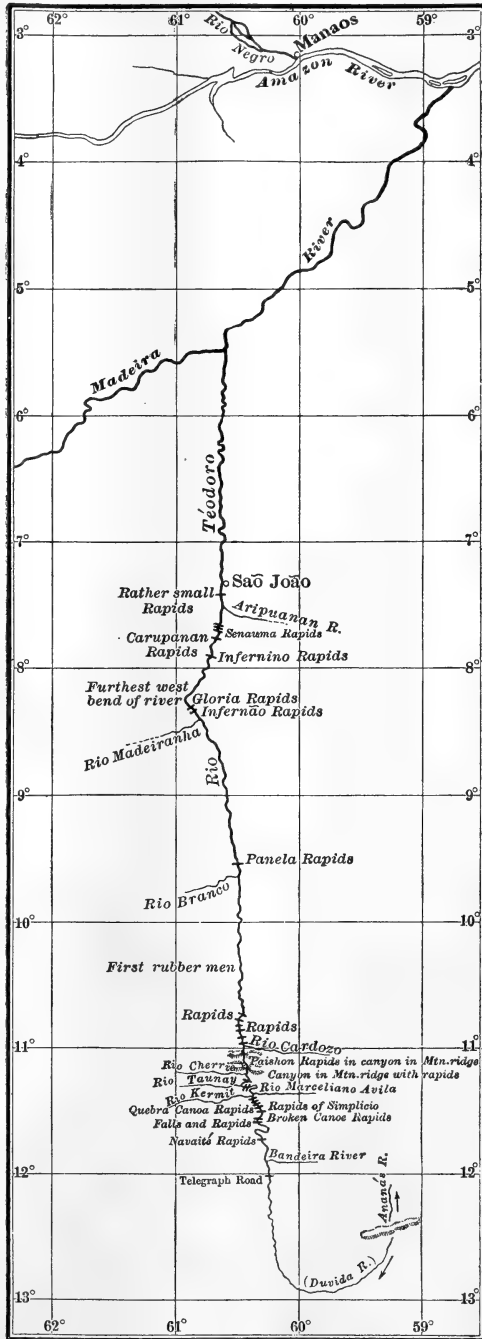 62° 61° 60° 59°
Rio
Negro
Manaos
3° 3°
Amazon River
4° 4°
River
5° 5°
Madeira
6° 6°
Téodoro
7° 7°
Saō Joāo
Rather small
Rapids
Aripuanan R.
Senauma Rapids
Carupanan
Rapids
Infernino Rapids
8° 8°
Furthest west
bend of river
Gloria Rapids
Infernāo Rapids
Rio Madeiranha
Rio
9° 9°
Panela Rapids
Rio Branco
10° 10°
First rubber men
Rapids
Rapids
11° 11°
Rio Cardozo
Paishon Rapids in canyon in Mtn.ridge
Rio Cherrie
Canyon in Mtn.ridge with rapids
Rio Taunay
Rio Marceliano Avila
Rio Kermit
Quebra Canoa Rapids
Rapids of Simplicio
Falls and Rapids
Broken Canoe Rapids
Navaité Rapids
Bandeira River
12° 12°
Telegraph Road
Ananás R.
(Duvida R.)
13° 13°
62° 61° 60° 59°